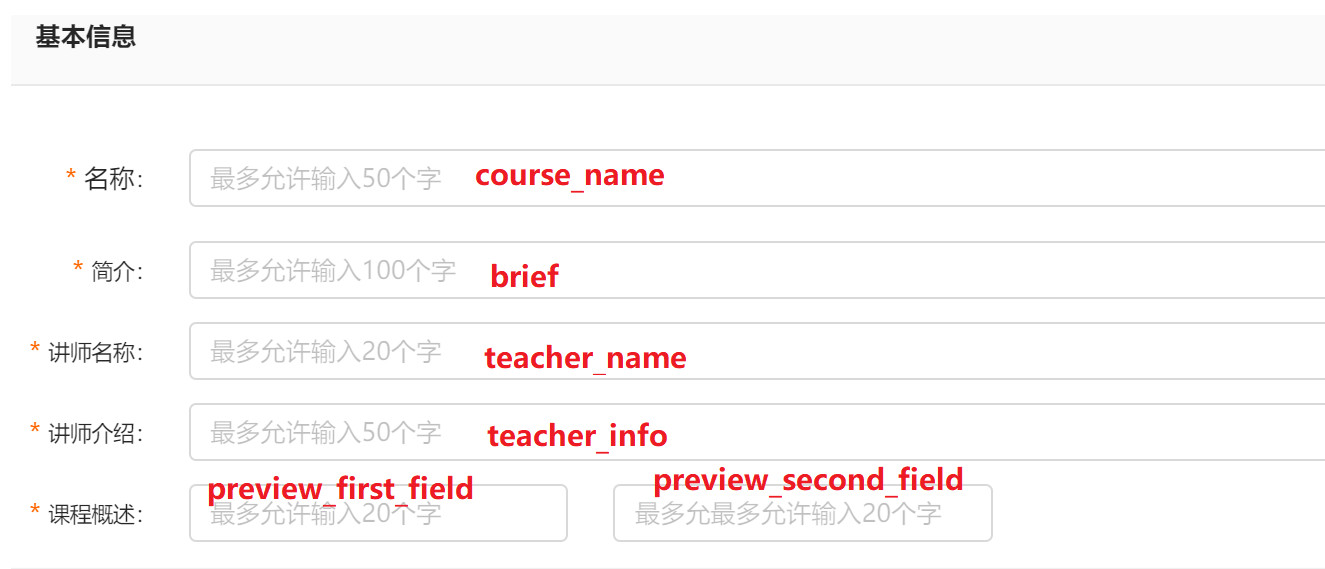 基本信息
* 名称: 最多允许输入50个字 course_name
* 简介: 最多允许输入100个字 brief
* 讲师名称: 最多允许输入20个字 teacher_name
* 讲师介绍: 最多允许输入50个字 teacher_info
preview_first_field preview_second_field
* 课程概述: 最多允许输入20个字 最多允最多允许输入20个字